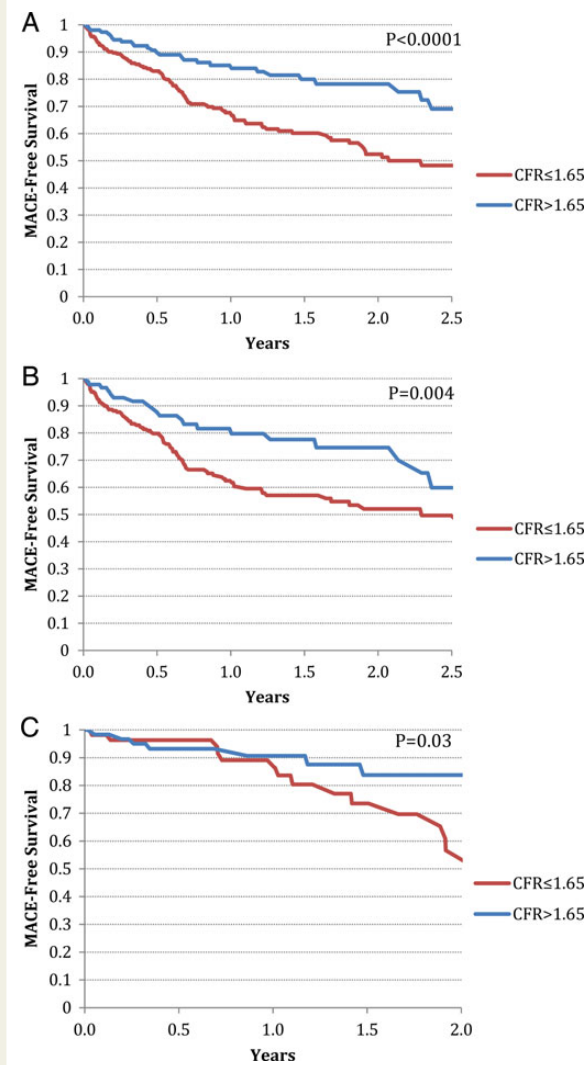 A
P<0.0001
MACE-Free Survival
1
0.9
0.8
0.7
0.6
0.5
0.4
0.3
0.2
0.1
0
0.0 0.5 1.0 1.5 2.0 2.5
Years
CFR≤1.65
CFR>1.65
B
P=0.004
MACE-Free Survival
1
0.9
0.8
0.7
0.6
0.5
0.4
0.3
0.2
0.1
0
0.0 0.5 1.0 1.5 2.0 2.5
Years
CFR≤1.65
CFR>1.65
C
P=0.03
MACE-Free Survival
1
0.9
0.8
0.7
0.6
0.5
0.4
0.3
0.2
0.1
0
0.0 0.5 1.0 1.5 2.0
Years
CFR≤1.65
CFR>1.65